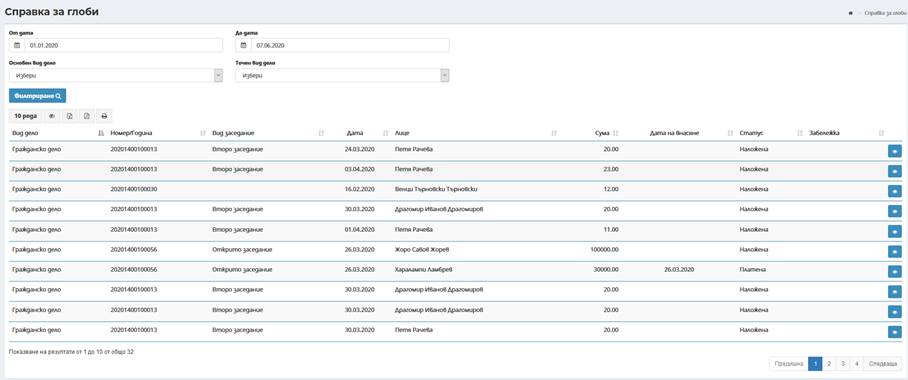 Справка за глоби
Справка за глоби
От дата До дата
01.01.2020 07.06.2020
Основен вид дело Точен вид дело
Избери Избери
Филтриране
10 реда
Вид дело Номер/Година Вид заседание Дата Лице Сума Дата на внасяне Статус Забележка
Гражданско дело 20201400100013 Второ заседание 24.03.2020 Петя Рачева 20.00 Наложена
Гражданско дело 20201400100013 Второ заседание 03.04.2020 Петя Рачева 23.00 Наложена
Гражданско дело 20201400100030 16.02.2020 Венци Търновски Търновски 12.00 Наложена
Гражданско дело 20201400100013 Второ заседание 30.03.2020 Драгомир Иванов Драгомиров 20.00 Наложена
Гражданско дело 20201400100013 Второ заседание 01.04.2020 Петя Рачева 11.00 Наложена
Гражданско дело 20201400100056 Открито заседание 26.03.2020 Жоро Савов Жорев 100000.00 Наложена
Гражданско дело 20201400100056 Открито заседание 26.03.2020 Харалампи Ламбрев 30000.00 26.03.2020 Платена
Гражданско дело 20201400100013 Второ заседание 30.03.2020 Драгомир Иванов Драгомиров 20.00 Наложена
Гражданско дело 20201400100013 Второ заседание 30.03.2020 Драгомир Иванов Драгомиров 20.00 Наложена
Гражданско дело 20201400100013 Второ заседание 30.03.2020 Петя Рачева 20.00 Наложена
Показване на резултати от 1 до 10 от общо 32
Предишна 1 2 3 4 Следваща